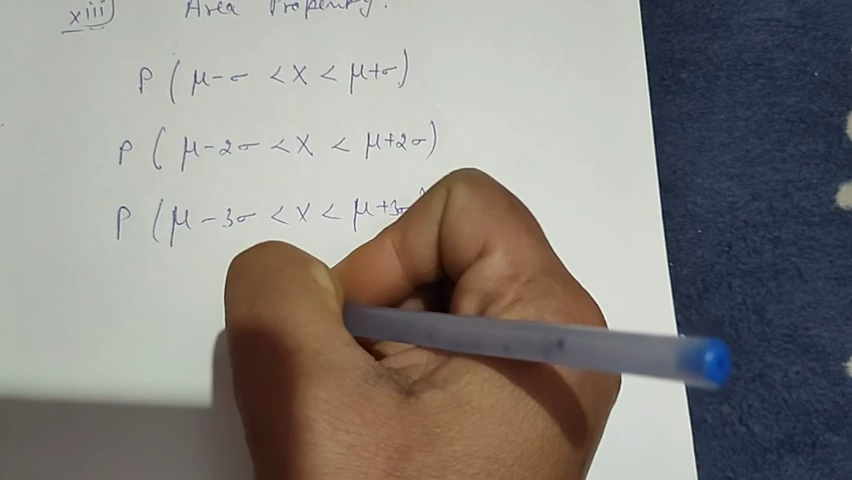 xiii) Area Property.
P ( μ-σ < X < μ+σ)
P ( μ-2σ < X < μ+2σ)
P ( μ-3σ < X < μ+3σ)